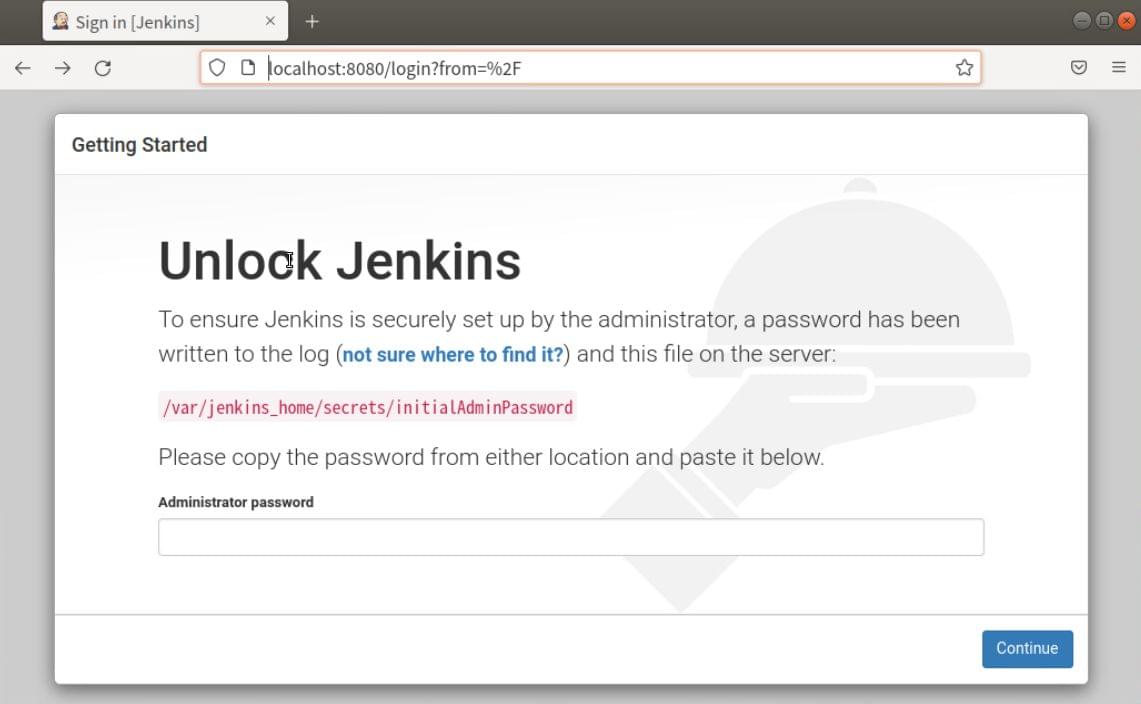 Sign in [Jenkins]
localhost:8080/login?from=%2F
Getting Started
Unlock Jenkins
To ensure Jenkins is securely set up by the administrator, a password has been
written to the log (not sure where to find it?) and this file on the server:
/var/jenkins_home/secrets/initialAdminPassword
Please copy the password from either location and paste it below.
Administrator password
Continue